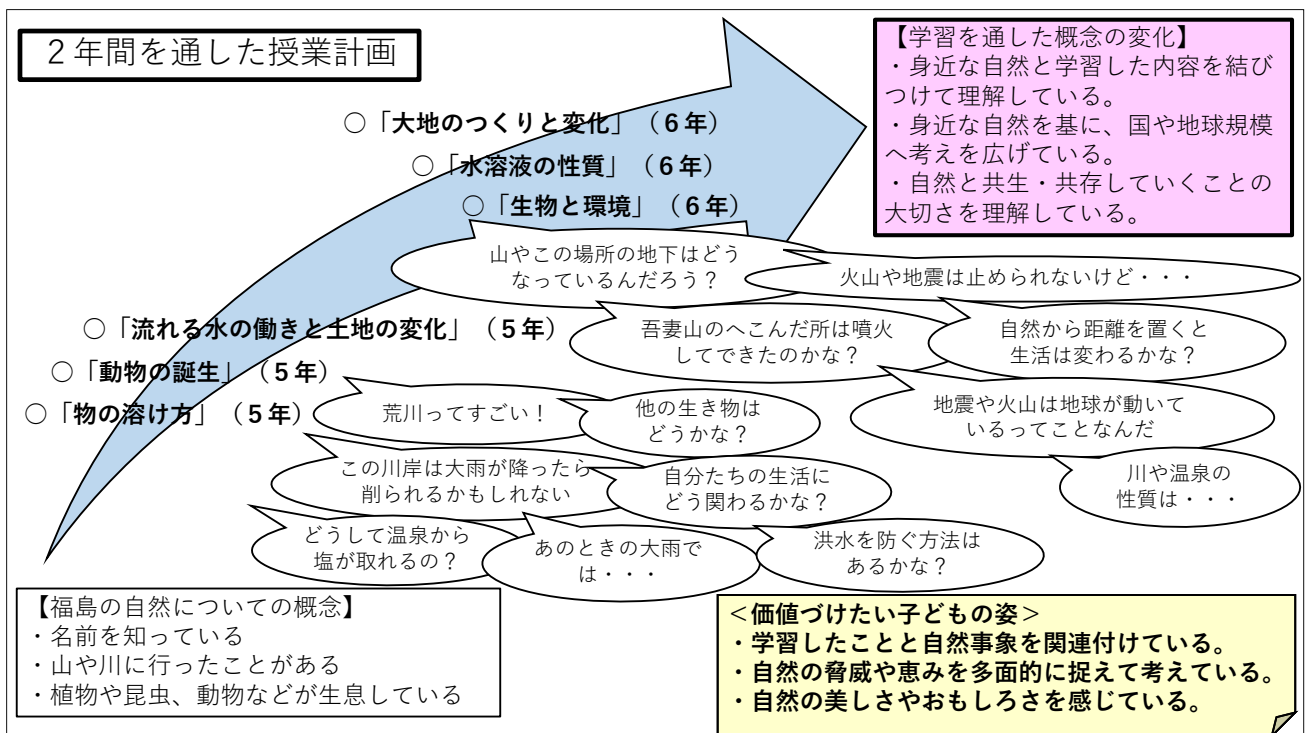 ２年間を通した授業計画
【学習を通した概念の変化】
・身近な自然と学習した内容を結び
つけて理解している。
・身近な自然を基に、国や地球規模
へ考えを広げている。
・自然と共生・共存していくことの
大切さを理解している。
○「大地のつくりと変化」（６年）
○「水溶液の性質」（６年）
○「生物と環境」（６年）
山やこの場所の地下はどう
なっているんだろう？
火山や地震は止められないけど・・・
○「流れる水の働きと土地の変化」（５年）
○「動物の誕生」（５年）
○「物の溶け方」（５年）
吾妻山のへこんだ所は噴火
してできたのかな？
自然から距離を置くと
生活は変わるかな？
荒川ってすごい！
他の生き物は
どうかな？
地震や火山は地球が動いて
いるってことなんだ
この川岸は大雨が降ったら
削られるかもしれない
自分たちの生活に
どう関わるかな？
川や温泉の
性質は・・・
どうして温泉から
塩が取れるの？
あのときの大雨で
は・・・
洪水を防ぐ方法は
あるかな？
【福島の自然についての概念】
・名前を知っている
・山や川に行ったことがある
・植物や昆虫、動物などが生息している
＜価値づけたい子どもの姿＞
・学習したことと自然事象を関連付けている。
・自然の脅威や恵みを多面的に捉えて考えている。
・自然の美しさやおもしろさを感じている。